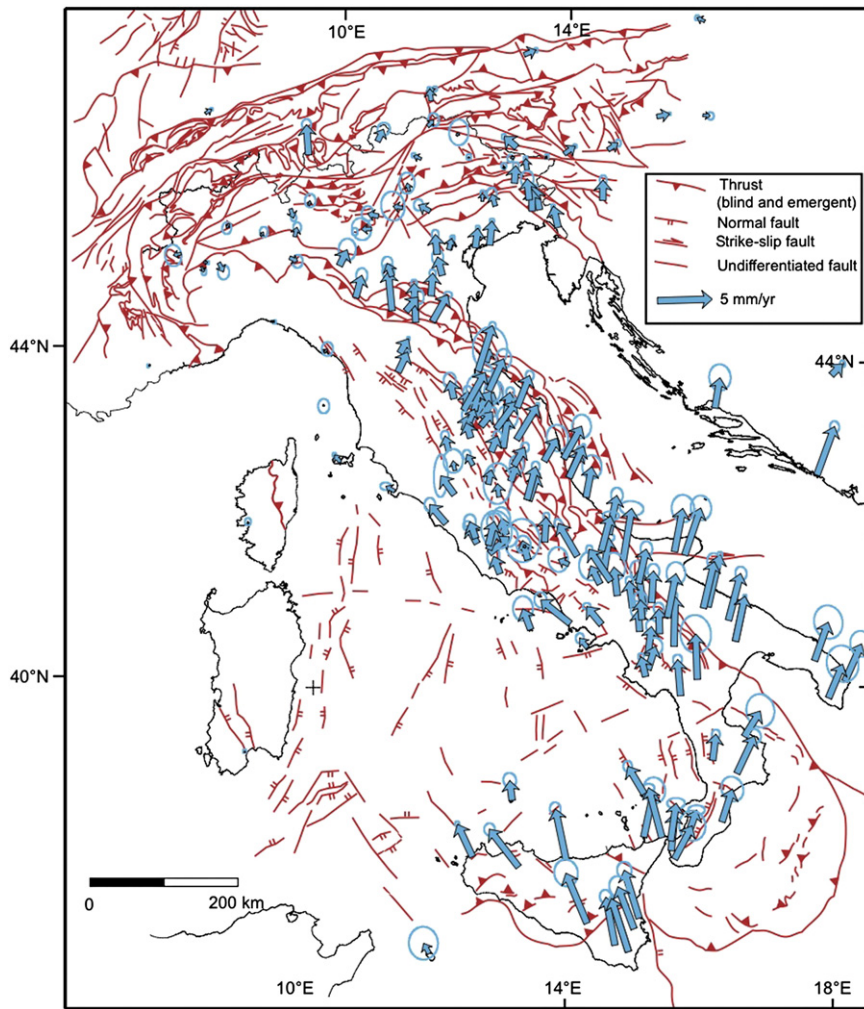 10°E 14°E
Thrust
(blind and emergent)
Normal fault
Strike-slip fault
Undifferentiated fault
5 mm/yr
44°N 44°N
40°N
0 200 km
10°E 14°E 18°E